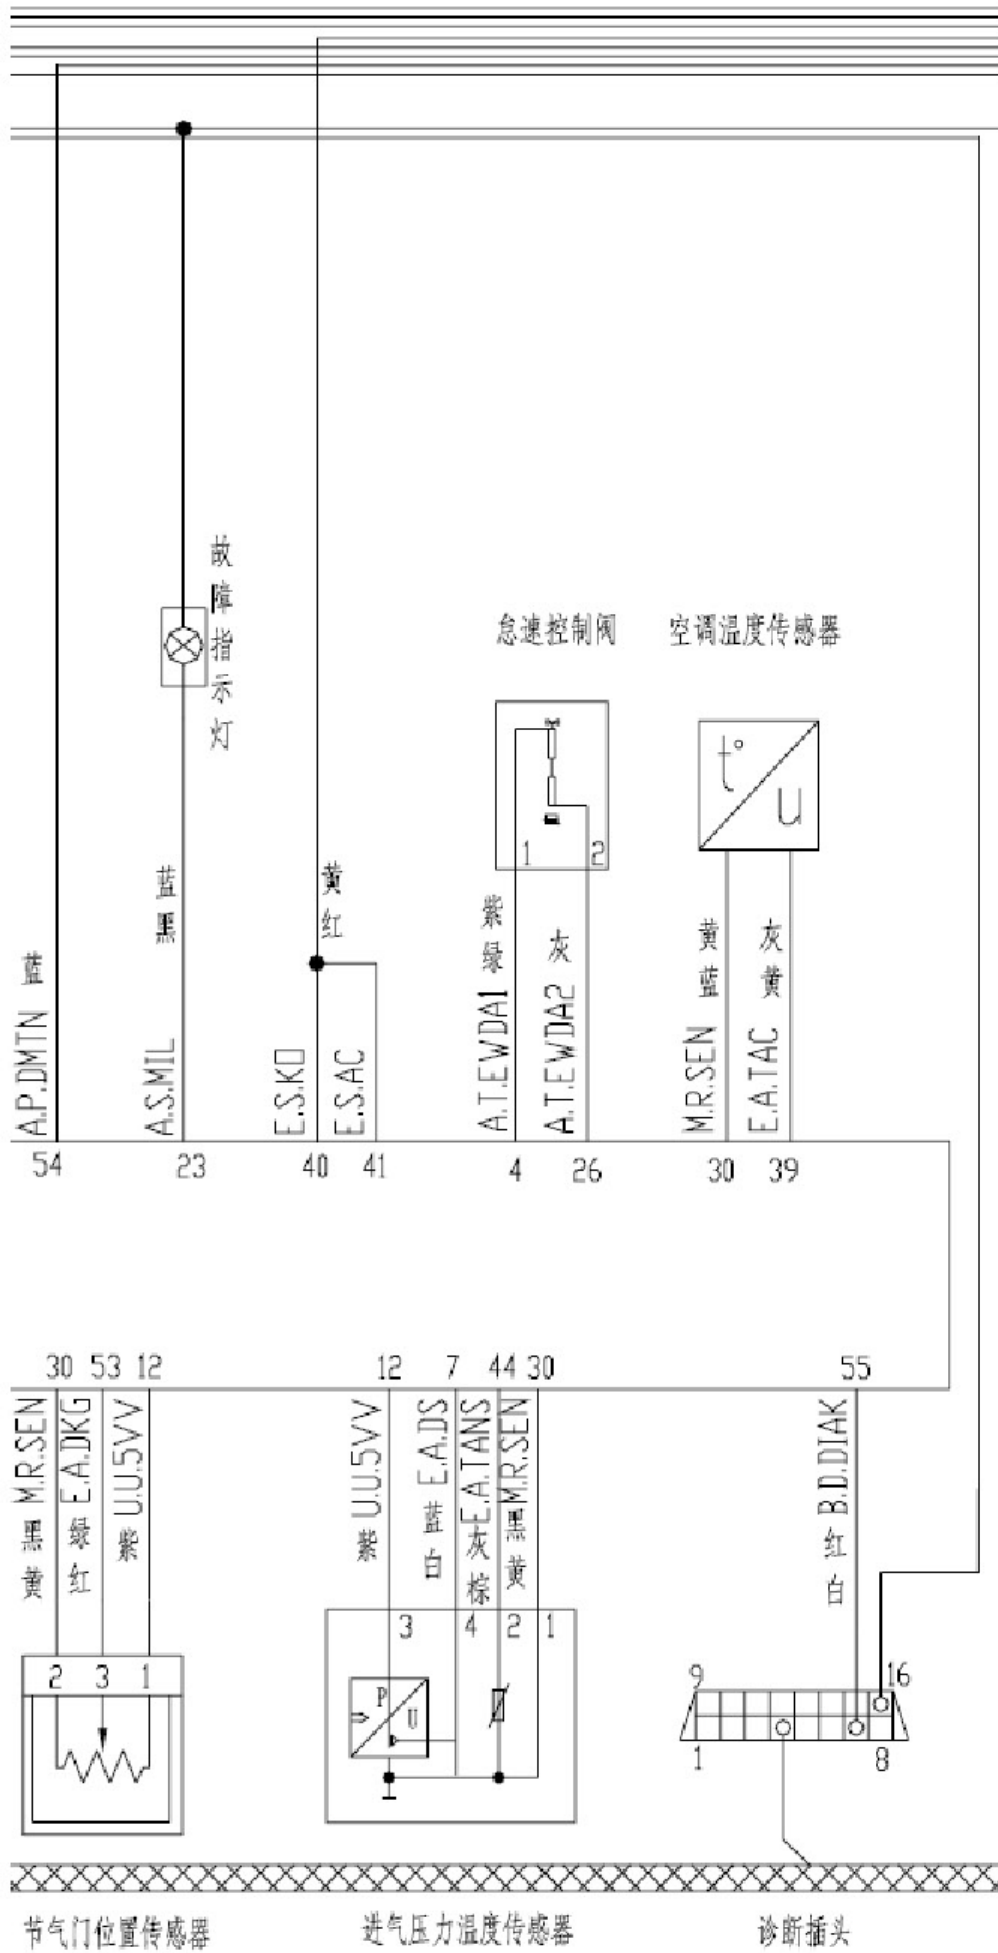 故障指示灯
怠速控制阀
空调温度传感器
t°
U
1
2
蓝
A.P.DMTN
蓝黑
A.S.MIL
黄红
E.S.KO
E.S.AC
紫绿
A.T.EWDA1
灰
A.T.EWDA2
黄蓝
M.R.SEN
灰黄
E.A.TAC
54
23
40
41
4
26
30
39
30
53
12
12
7
44
30
55
M.R.SEN
黑黄
E.A.DKG
绿红
U.U.5VV
紫
U.U.5VV
紫
E.A.DS
蓝白
E.A.TANS
灰棕
M.R.SEN
黑黄
B.D.DIAK
红白
2
3
1
3
4
2
1
P
U
9
16
1
8
节气门位置传感器
进气压力温度传感器
诊断插头